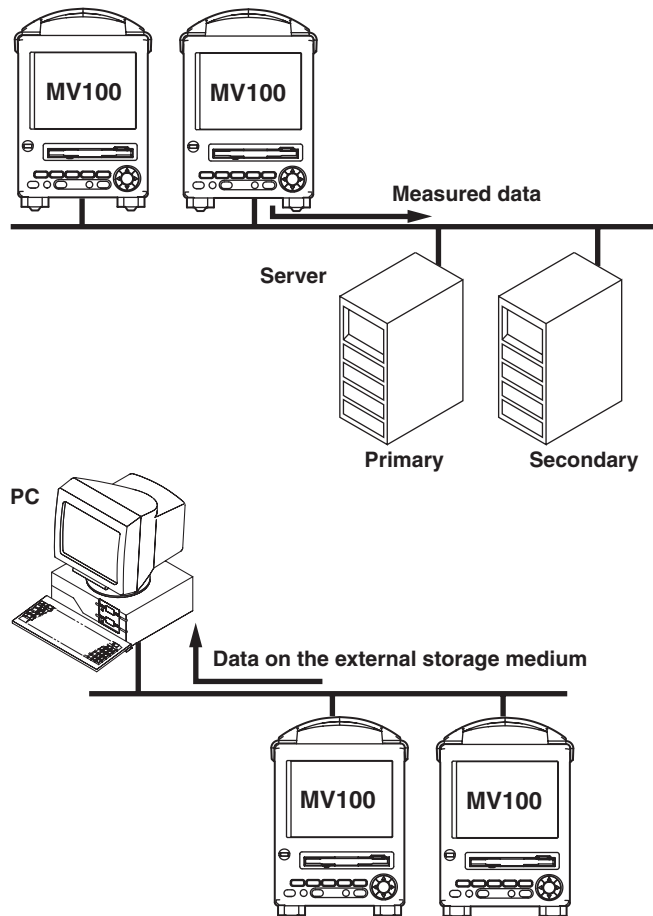 MV100
MV100
Measured data
Server
Primary
Secondary
PC
Data on the external storage medium
MV100
MV100